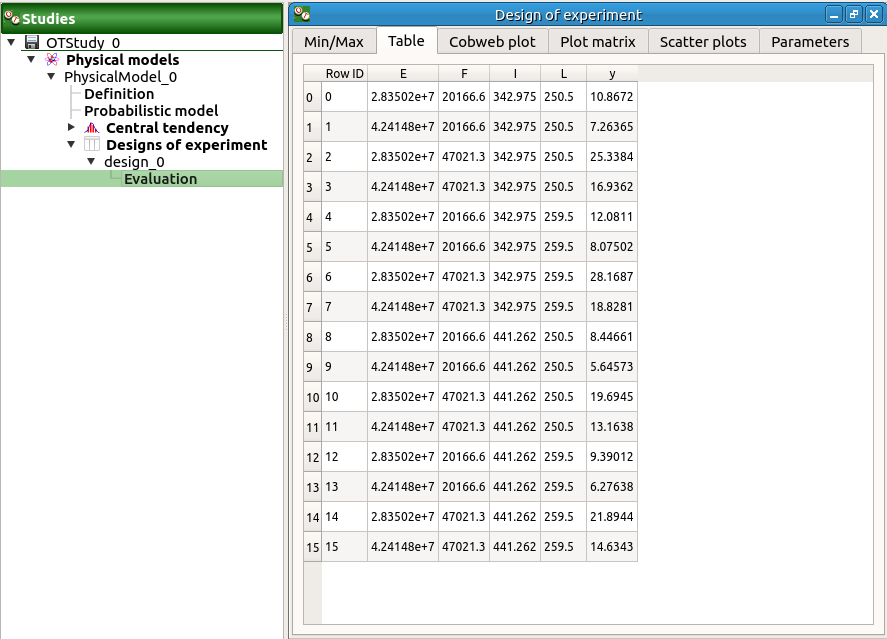 Studies
OTStudy_0
Physical models
PhysicalModel_0
Definition
Probabilistic model
Central tendency
Designs of experiment
design_0
Evaluation
Design of experiment
Min/Max Table Cobweb plot Plot matrix Scatter plots Parameters
Row ID E F I L y
0 0 2.83502e+7 20166.6 342.975 250.5 10.8672
1 1 4.24148e+7 20166.6 342.975 250.5 7.26365
2 2 2.83502e+7 47021.3 342.975 250.5 25.3384
3 3 4.24148e+7 47021.3 342.975 250.5 16.9362
4 4 2.83502e+7 20166.6 342.975 259.5 12.0811
5 5 4.24148e+7 20166.6 342.975 259.5 8.07502
6 6 2.83502e+7 47021.3 342.975 259.5 28.1687
7 7 4.24148e+7 47021.3 342.975 259.5 18.8281
8 8 2.83502e+7 20166.6 441.262 250.5 8.44661
9 9 4.24148e+7 20166.6 441.262 250.5 5.64573
10 10 2.83502e+7 47021.3 441.262 250.5 19.6945
11 11 4.24148e+7 47021.3 441.262 250.5 13.1638
12 12 2.83502e+7 20166.6 441.262 259.5 9.39012
13 13 4.24148e+7 20166.6 441.262 259.5 6.27638
14 14 2.83502e+7 47021.3 441.262 259.5 21.8944
15 15 4.24148e+7 47021.3 441.262 259.5 14.6343